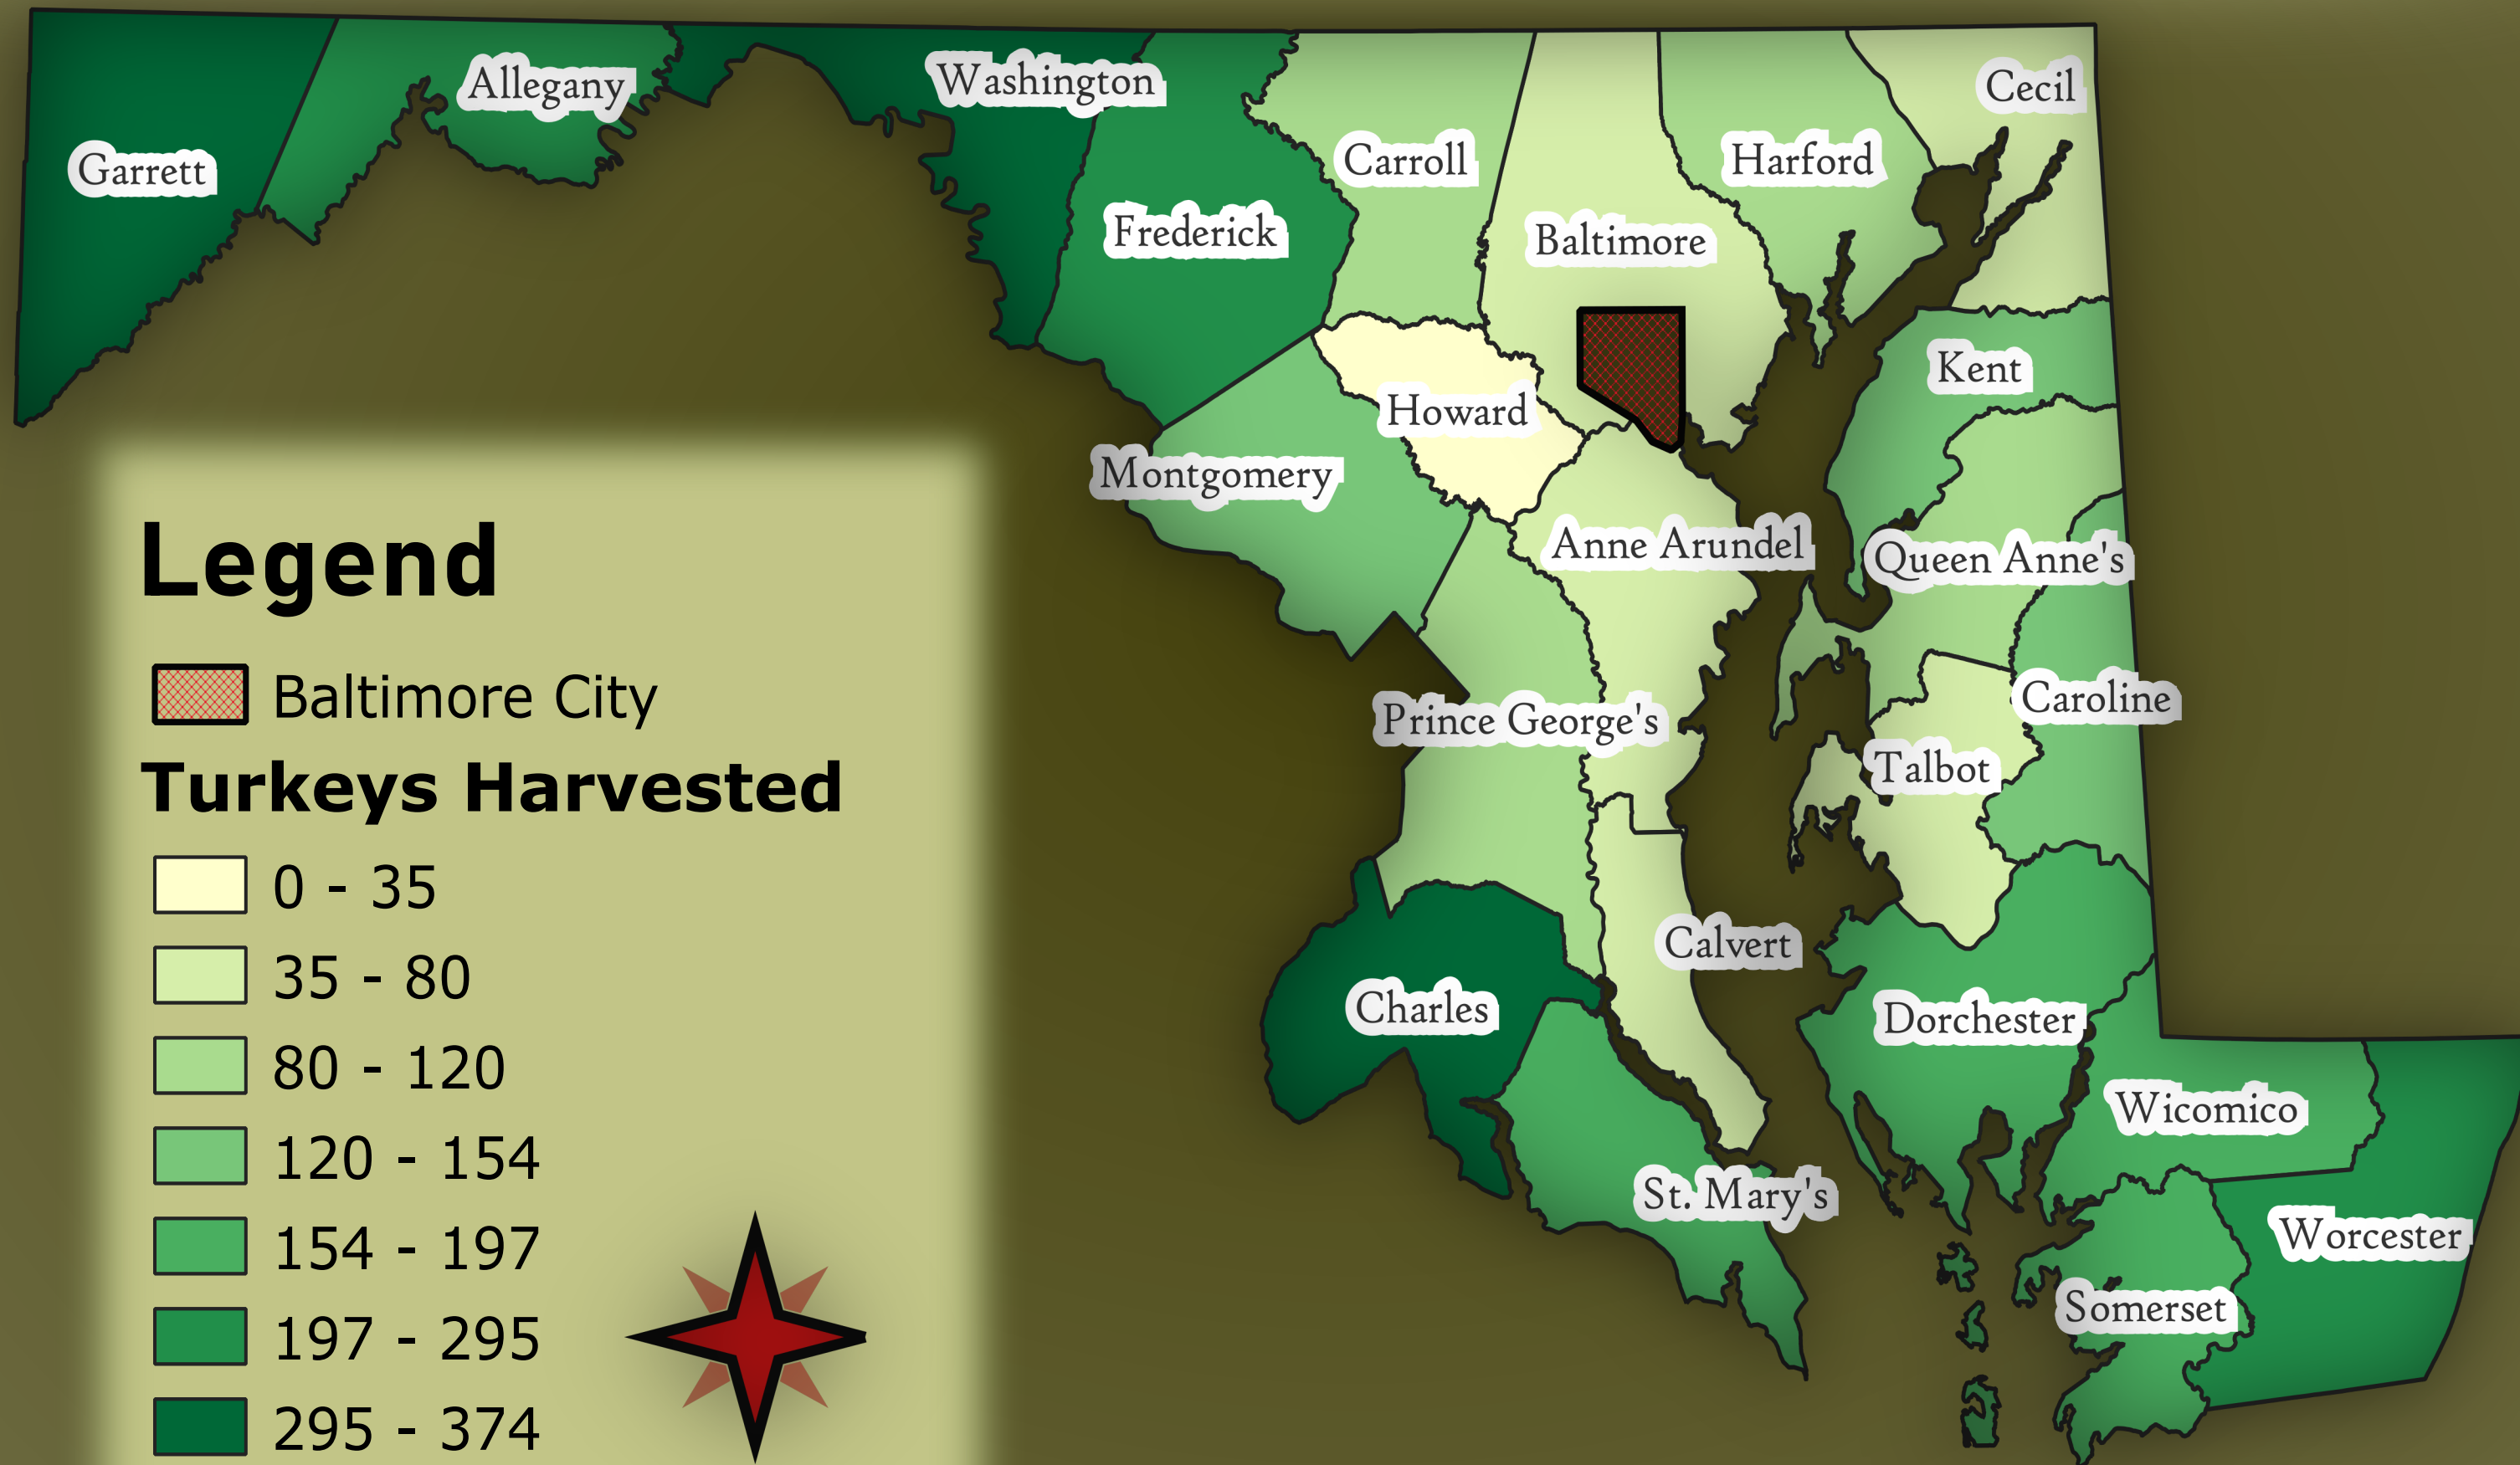 Allegany
Washington
Cecil
Garrett
Carroll
Harford
Frederick
Baltimore
Kent
Howard
Montgomery
Anne Arundel
Queen Anne's
Caroline
Prince George's
Talbot
Calvert
Charles
Dorchester
Wicomico
St. Mary's
Worcester
Somerset
Legend
Baltimore City
Turkeys Harvested
0 - 35
35 - 80
80 - 120
120 - 154
154 - 197
197 - 295
295 - 374